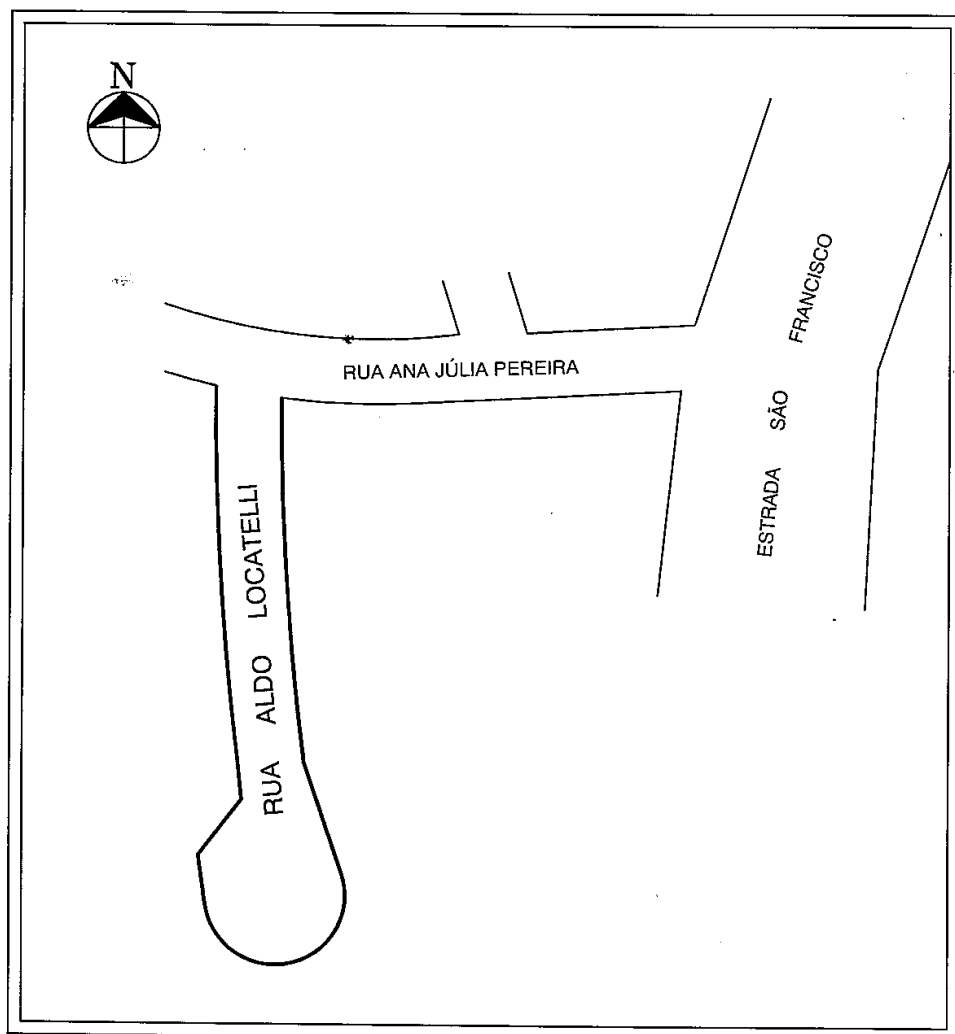 N
RUA ANA JÚLIA PEREIRA
ESTRADA SÃO FRANCISCO
RUA ALDO LOCATELLI